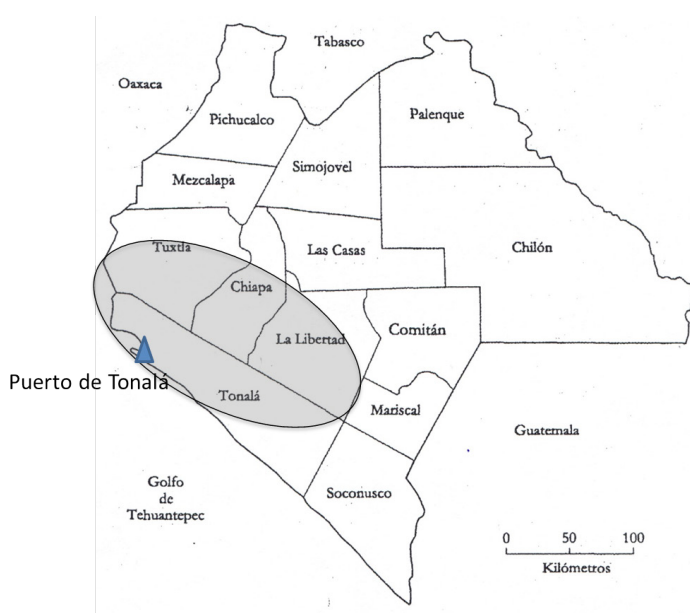 Tabasco
Oaxaca
Pichucalco
Palenque
Simojovel
Mezcalapa
Tuxtla
Las Casas
Chilón
Chiapa
La Libertad
Comitán
Puerto de Tonalá
Tonalá
Mariscal
Guatemala
Golfo
de
Tehuantepec
Soconusco
0 50 100
Kilómetros